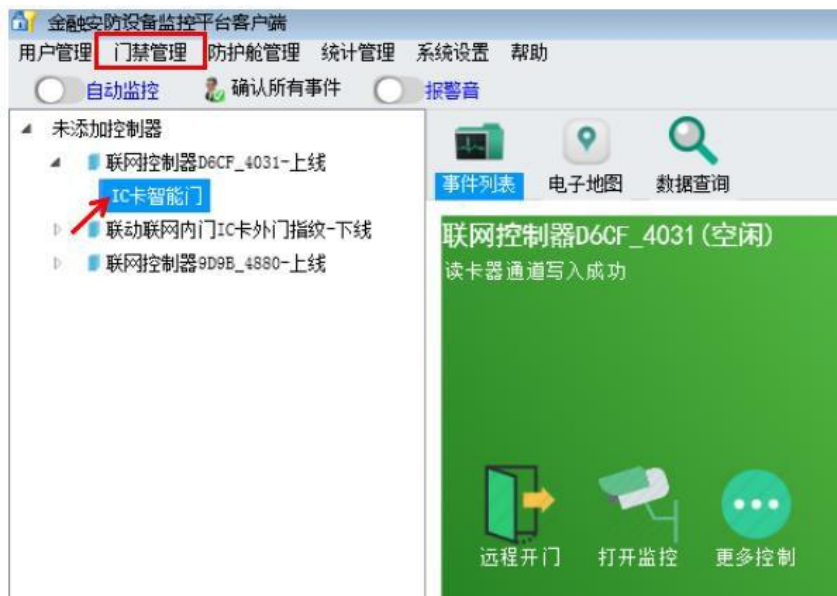 金融安防设备监控平台客户端
用户管理 门禁管理 防护舱管理 统计管理 系统设置 帮助
自动监控 确认所有事件 报警音
未添加控制器
联网控制器D6CF_4031-上线
IC卡智能门
联动联网内门IC卡外门指纹-下线
联网控制器9D9B_4880-上线
事件列表 电子地图 数据查询
联网控制器D6CF_4031(空闲)
读卡器通道写入成功
远程开门 打开监控 更多控制